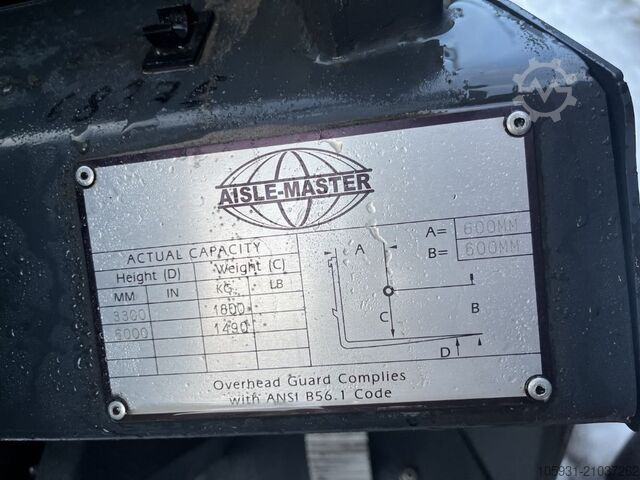 AISLE-MASTER
ACTUAL CAPACITY
Height (D) Weight (C)
MM IN KG LB
3300 1800
6000 1490
A= 600MM
B= 600MM
A
B
C
D
Overhead Guard Complies
with ANSI B56.1 Code
105931-21037262